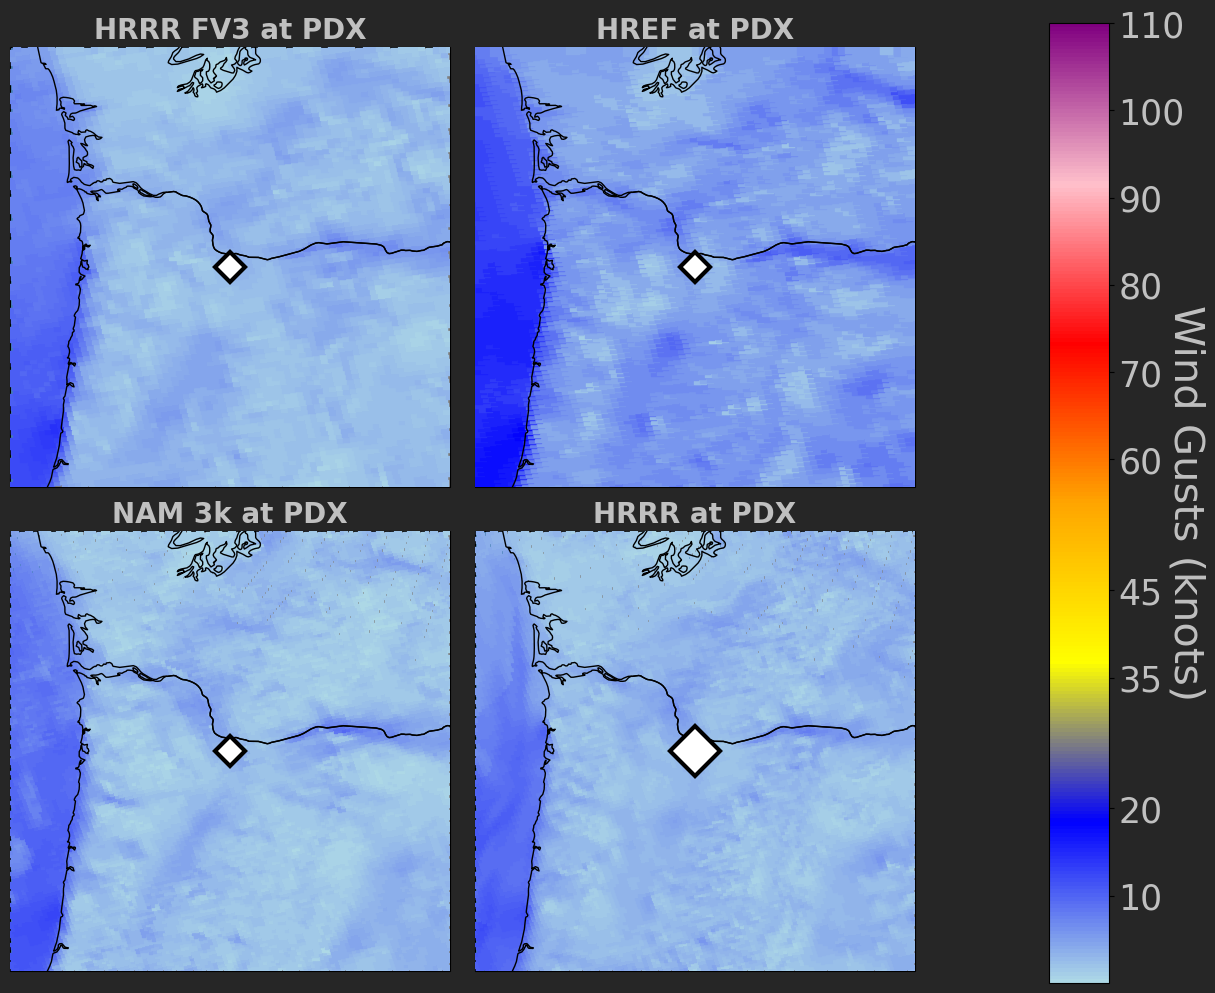 HRRR FV3 at PDX
HREF at PDX
NAM 3k at PDX
HRRR at PDX
110
100
90
80
70
60
45
35
20
10
Wind Gusts (knots)